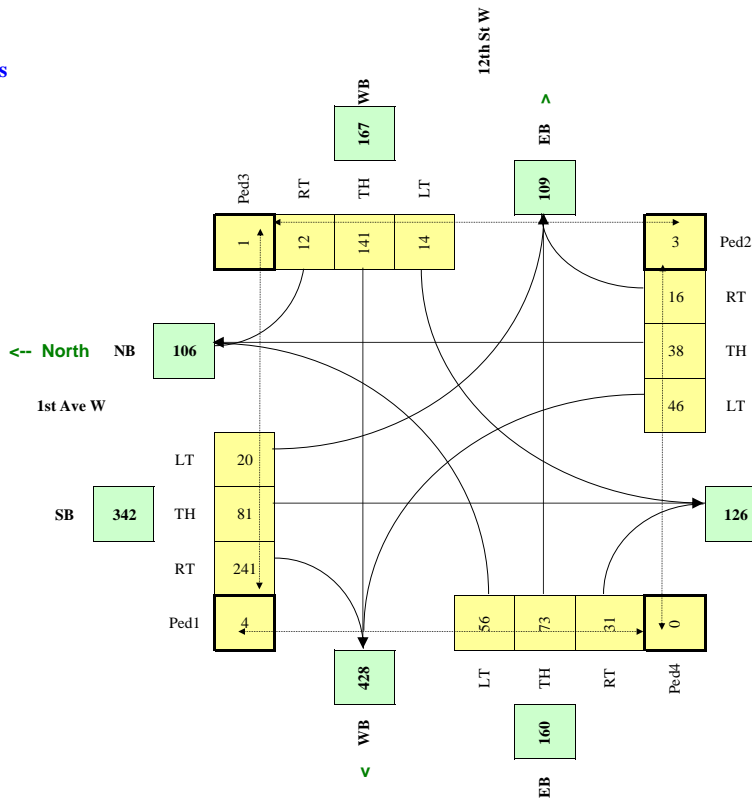 12th St W
s
WB
167
EB
109
Ped3
RT
TH
LT
1
12
141
14
3
Ped2
16
RT
<-- North
NB
106
38
TH
1st Ave W
46
LT
LT
20
SB
342
TH
81
126
RT
241
Ped1
4
56
73
31
0
428
LT
TH
RT
Ped4
WB
160
EB